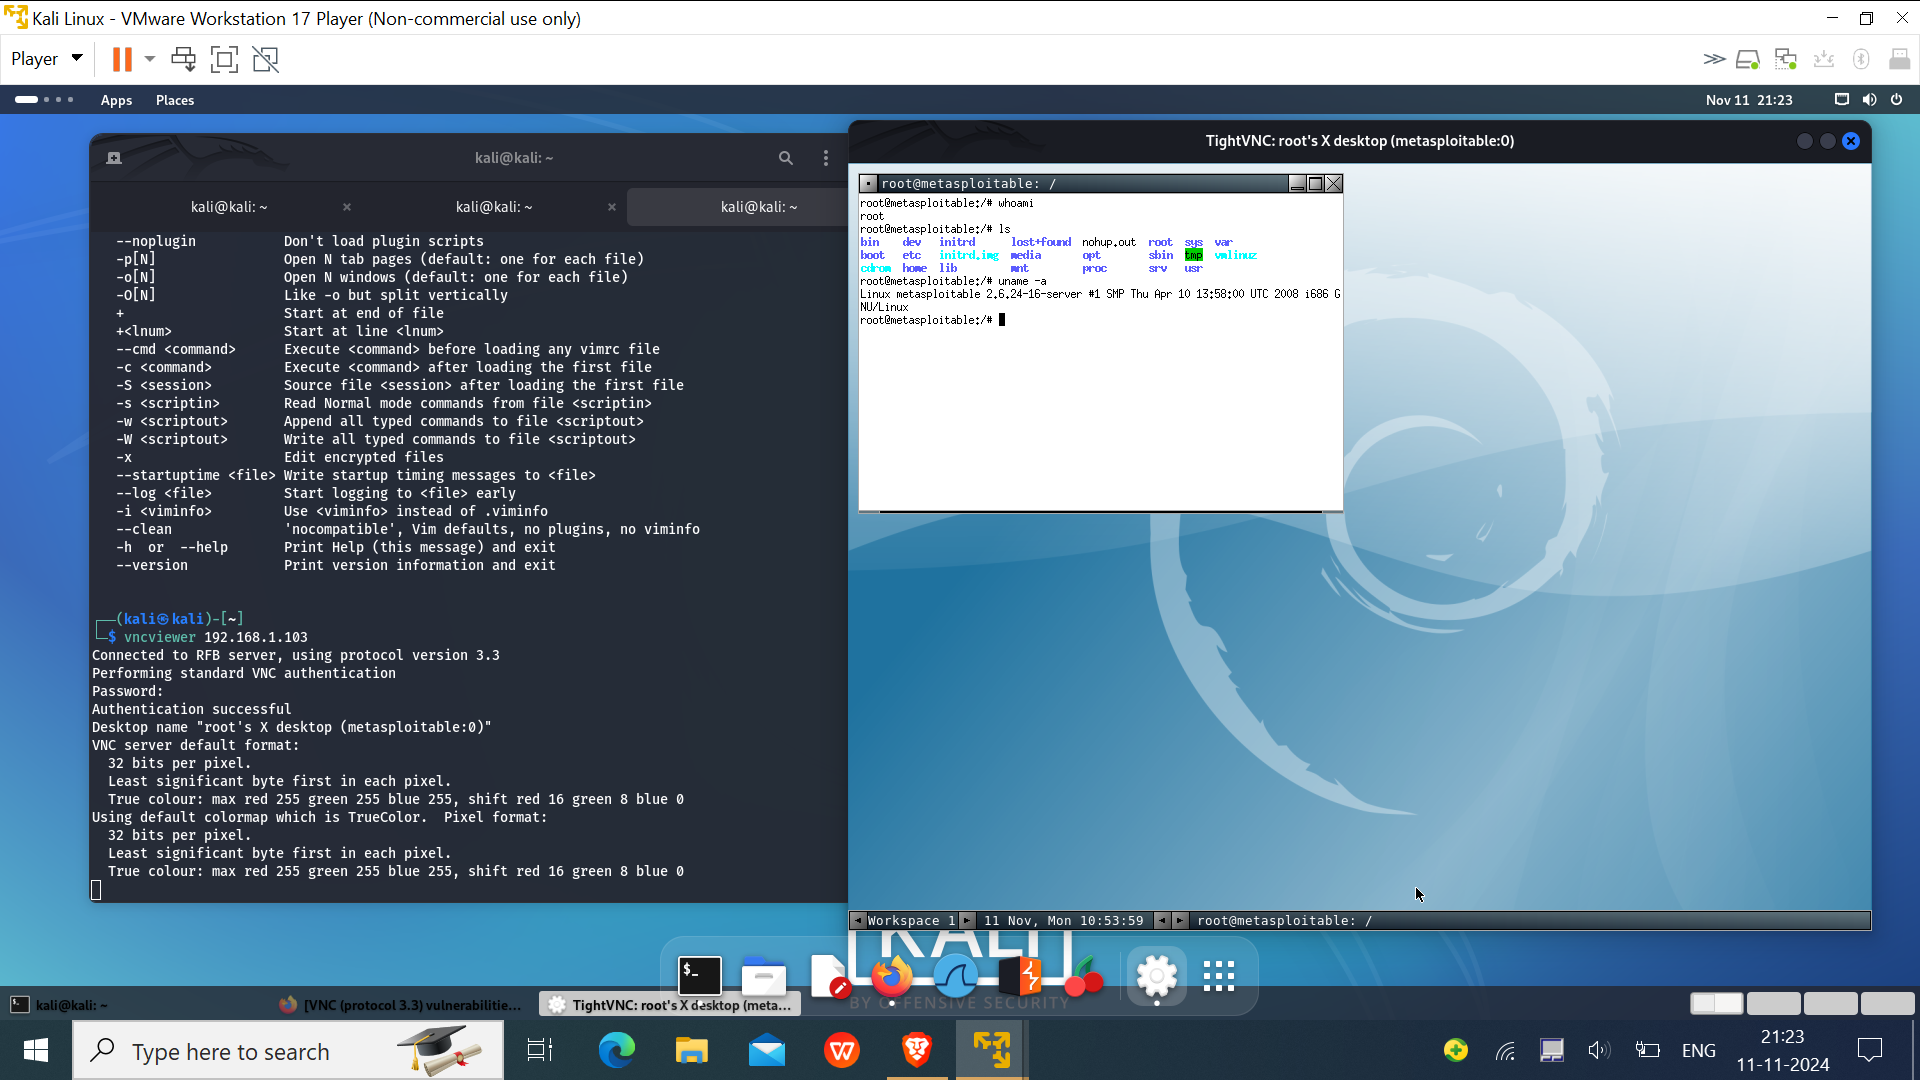 Kali Linux - VMware Workstation 17 Player (Non-commercial use only)
Player
Apps Places
Nov 11 21:23
kali@kali: ~
kali@kali: ~ kali@kali: ~ kali@kali: ~
--noplugin Don't load plugin scripts
-p[N] Open N tab pages (default: one for each file)
-o[N] Open N windows (default: one for each file)
-O[N] Like -o but split vertically
+ Start at end of file
+<lnum> Start at line <lnum>
--cmd <command> Execute <command> before loading any vimrc file
-c <command> Execute <command> after loading the first file
-S <session> Source file <session> after loading the first file
-s <scriptin> Read Normal mode commands from file <scriptin>
-w <scriptout> Append all typed commands to file <scriptout>
-W <scriptout> Write all typed commands to file <scriptout>
-x Edit encrypted files
--startuptime <file> Write startup timing messages to <file>
--log <file> Start logging to <file> early
-i <viminfo> Use <viminfo> instead of .viminfo
--clean 'nocompatible', Vim defaults, no plugins, no viminfo
-h or --help Print Help (this message) and exit
--version Print version information and exit
(kali㉿kali)-[~]
$ vncviewer 192.168.1.103
Connected to RFB server, using protocol version 3.3
Performing standard VNC authentication
Password:
Authentication successful
Desktop name "root's X desktop (metasploitable:0)"
VNC server default format:
32 bits per pixel.
Least significant byte first in each pixel.
True colour: max red 255 green 255 blue 255, shift red 16 green 8 blue 0
Using default colormap which is TrueColor. Pixel format:
32 bits per pixel.
Least significant byte first in each pixel.
True colour: max red 255 green 255 blue 255, shift red 16 green 8 blue 0
TightVNC: root's X desktop (metasploitable:0)
root@metasploitable: /
root@metasploitable:/# whoami
root
root@metasploitable:/# ls
bin dev initrd lost+found nohup.out root sys var
boot etc initrd.img media opt sbin tmp vmlinuz
cdrom home lib mnt proc srv usr
root@metasploitable:/# uname -a
Linux metasploitable 2.6.24-16-server #1 SMP Thu Apr 10 13:58:00 UTC 2008 i686 G
NU/Linux
root@metasploitable:/#
Workspace 1 11 Nov, Mon 10:53:59 root@metasploitable: /
KALI
BY OFFENSIVE SECURITY
kali@kali: ~ [VNC (protocol 3.3) vulnerabilitie... TightVNC: root's X desktop (meta...
Type here to search
ENG
21:23
11-11-2024